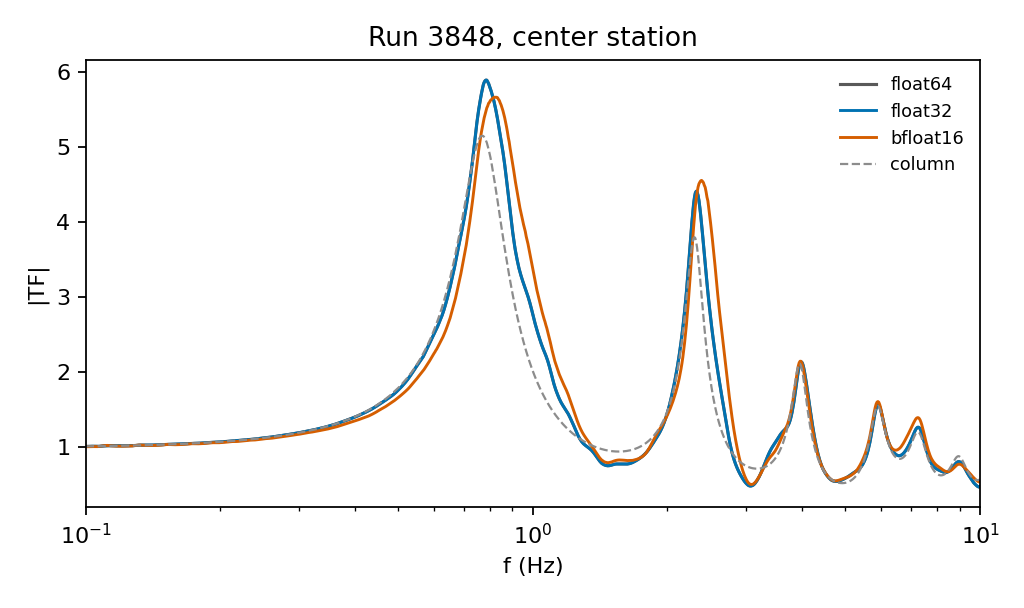 Run 3848, center station
6
5
4
3
2
1
|TF|
float64
float32
bfloat16
column
10⁻¹
10⁰
10¹
f (Hz)